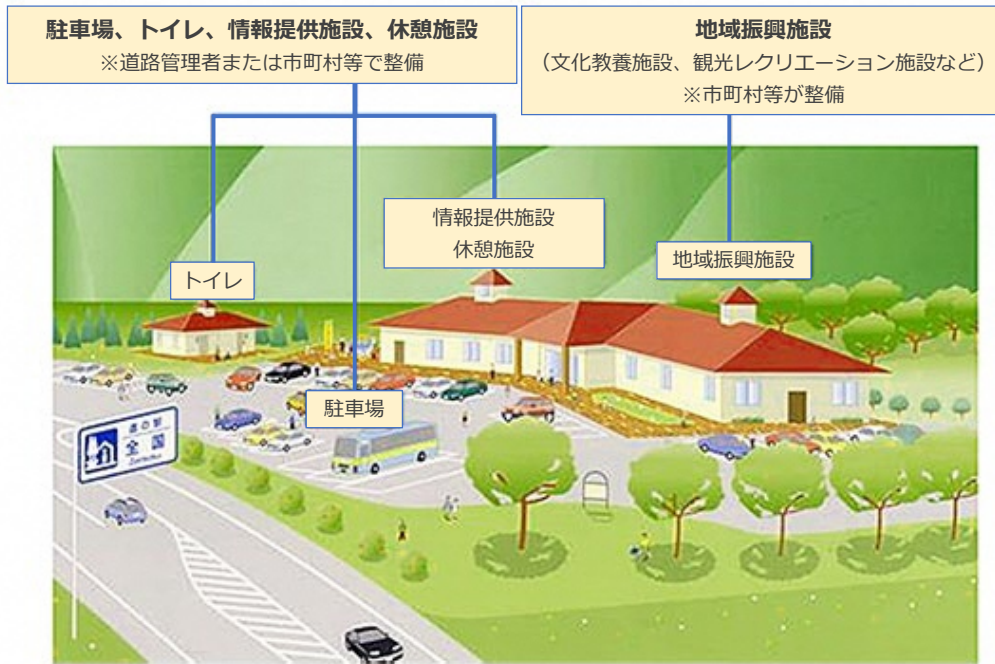 駐車場、トイレ、情報提供施設、休憩施設
※道路管理者または市町村等で整備
地域振興施設
（文化教養施設、観光レクリエーション施設など）
※市町村等が整備
情報提供施設
休憩施設
トイレ
地域振興施設
駐車場
道の駅
全国